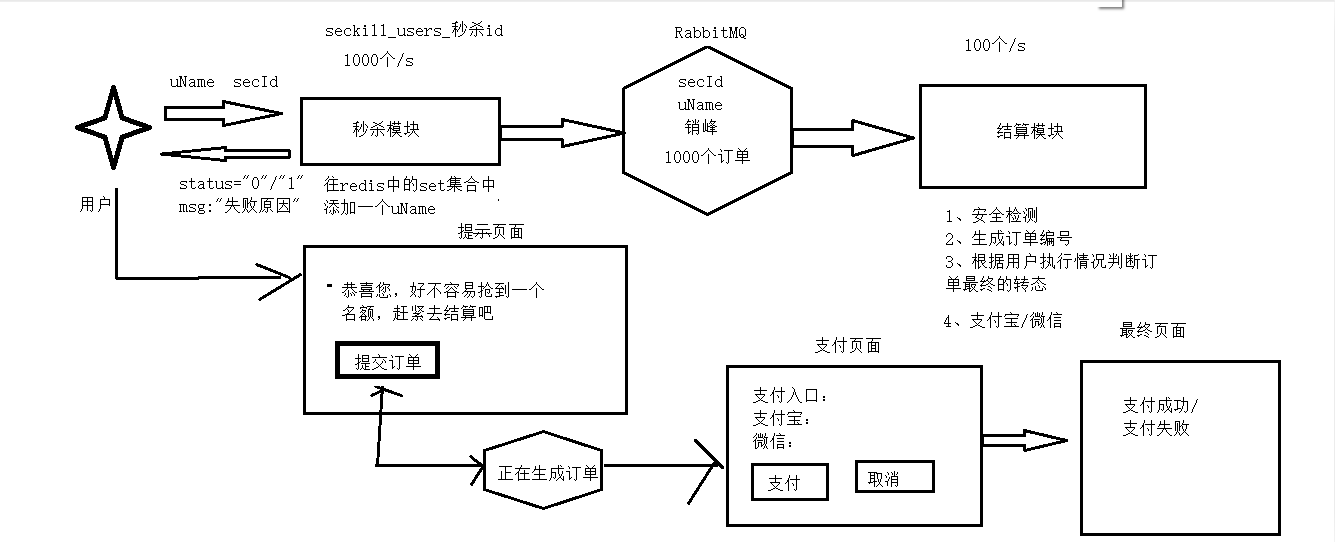 seckill_users_秒杀id
1000个/s
RabbitMQ
100个/s
uName secId
秒杀模块
secId
uName
销峰
1000个订单
结算模块
用户
status="0"/"1"
msg:"失败原因"
往redis中的set集合中
添加一个uName
1、安全检测
2、生成订单编号
3、根据用户执行情况判断订
单最终的转态
4、支付宝/微信
提示页面
恭喜您，好不容易抢到一个
名额，赶紧去结算吧
提交订单
正在生成订单
支付页面
支付入口：
支付宝：
微信：
支付
取消
最终页面
支付成功/
支付失败